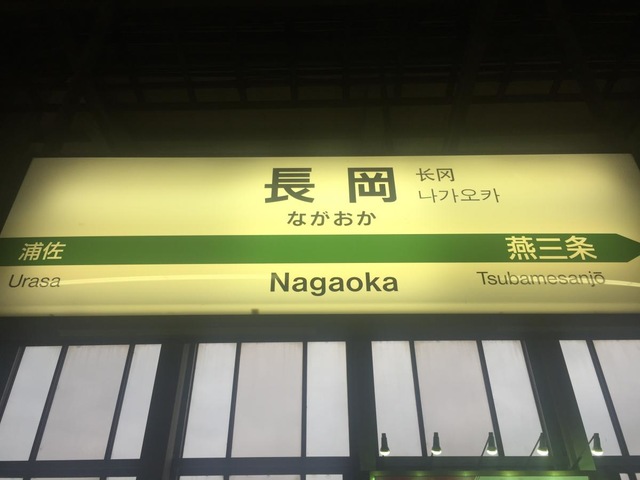 長岡
长冈
나가오카
ながおか
浦佐
燕三条
Urasa
Nagaoka
Tsubamesanjō